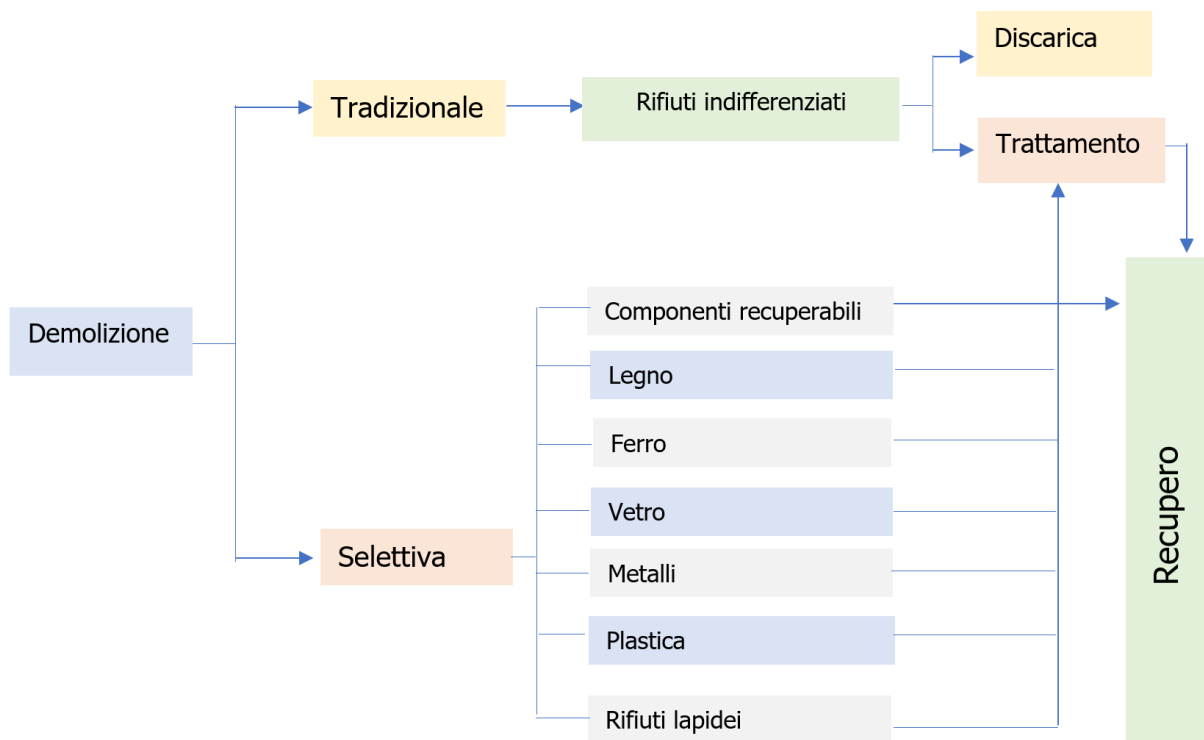 Discarica
Tradizionale
Rifiuti indifferenziati
Trattamento
Demolizione
Componenti recuperabili
Legno
Ferro
Vetro
Selettiva
Metalli
Plastica
Rifiuti lapidei
Recupero